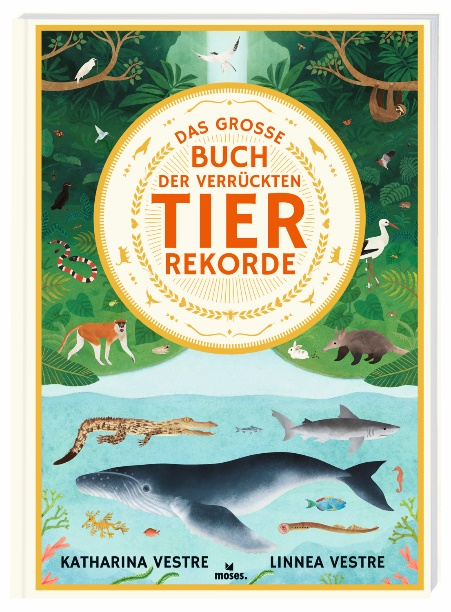 DAS GROSSE
BUCH
DER VERRÜCKTEN
TIER
REKORDE
KATHARINA VESTRE
moses.
LINNEA VESTRE